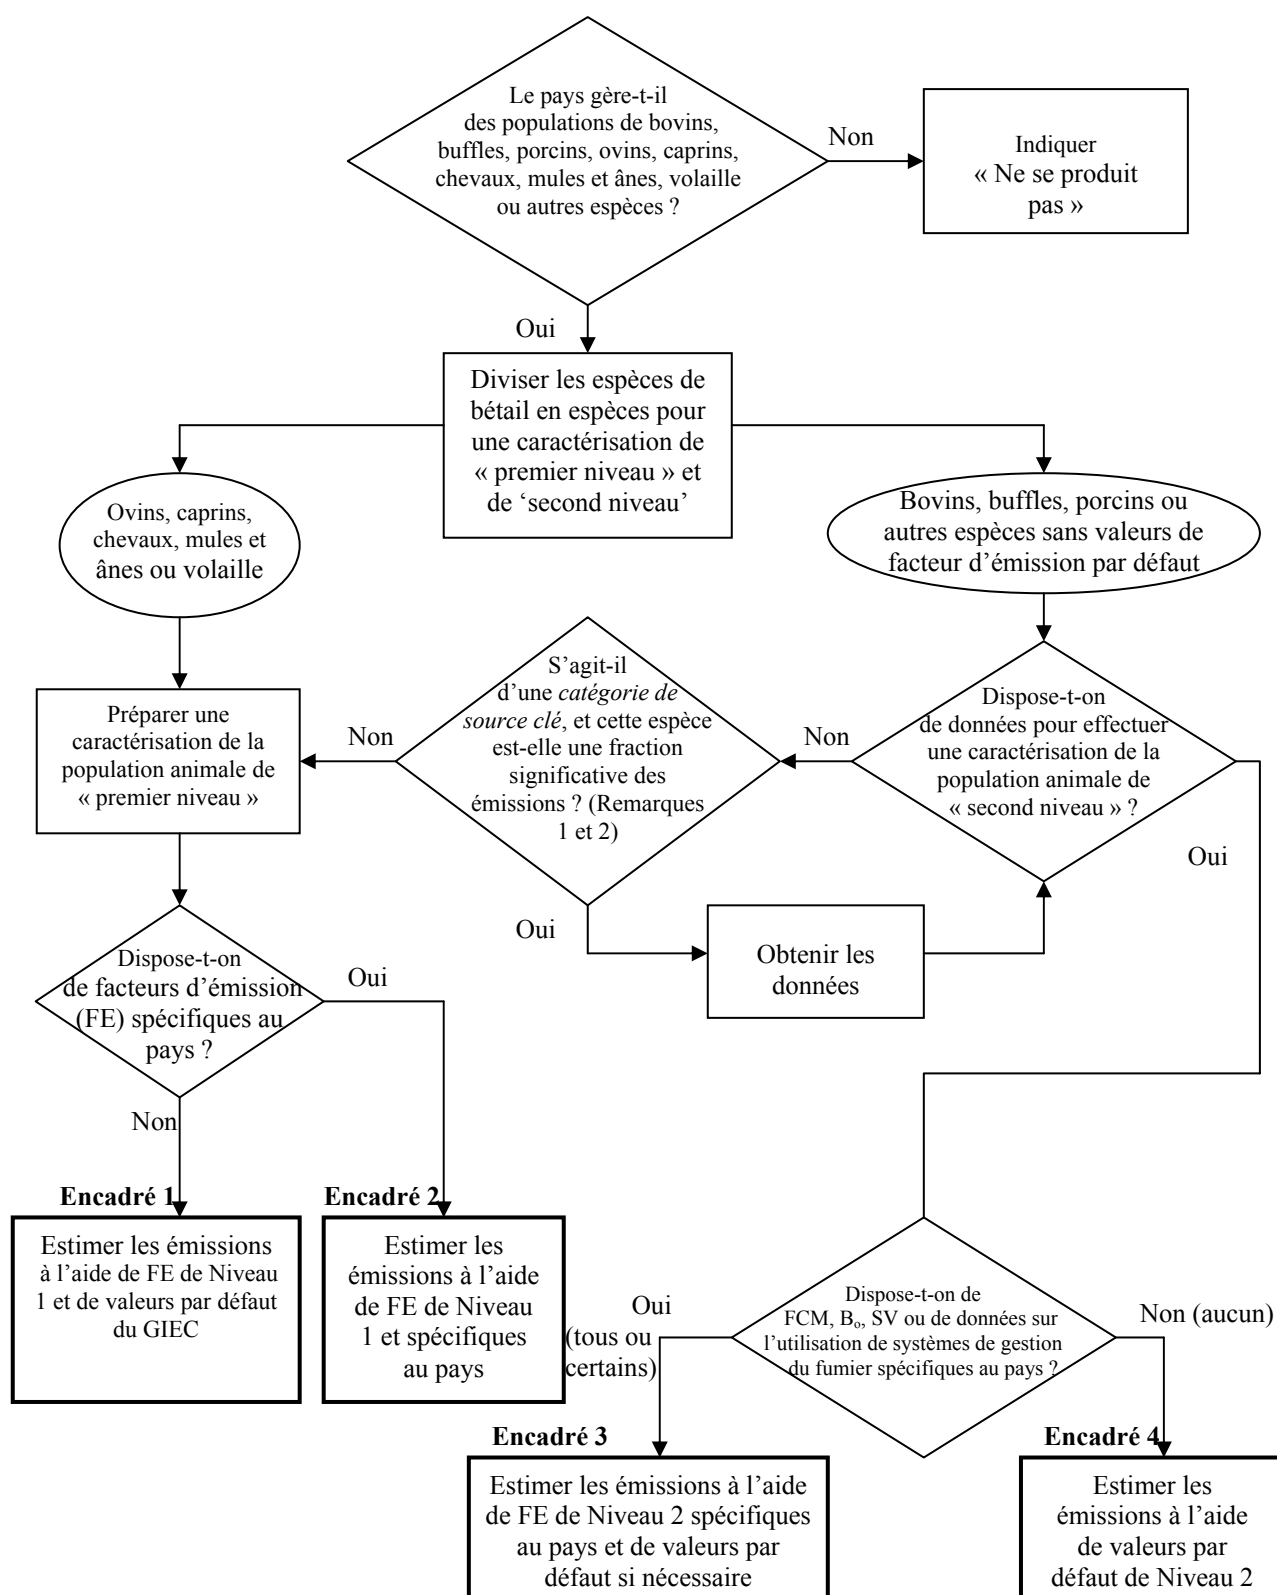 Le pays gère-t-il
des populations de bovins,
buffles, porcins, ovins, caprins,
chevaux, mules et ânes, volaille
ou autres espèces ?
Non
Indiquer
« Ne se produit
pas »
Oui
Diviser les espèces de
bétail en espèces pour
une caractérisation de
« premier niveau » et
de ‘second niveau’
Ovins, caprins,
chevaux, mules et
ânes ou volaille
Bovins, buffles, porcins ou
autres espèces sans valeurs de
facteur d’émission par défaut
Préparer une
caractérisation de la
population animale de
« premier niveau »
Non
S’agit-il
d’une catégorie de
source clé, et cette espèce
est-elle une fraction
significative des
émissions ? (Remarques
1 et 2)
Non
Dispose-t-on
de données pour effectuer
une caractérisation de la
population animale de
« second niveau » ?
Oui
Oui
Obtenir les
données
Dispose-t-on
de facteurs d’émission
(FE) spécifiques au
pays ?
Oui
Non
Encadré 1
Estimer les émissions
à l’aide de FE de Niveau
1 et de valeurs par défaut
du GIEC
Encadré 2
Estimer les
émissions à l’aide
de FE de Niveau
1 et spécifiques
au pays
Oui
(tous ou
certains)
Dispose-t-on de
FCM, Bₒ, SV ou de données sur
l’utilisation de systèmes de gestion
du fumier spécifiques au pays ?
Non (aucun)
Encadré 3
Estimer les émissions à l’aide
de FE de Niveau 2 spécifiques
au pays et de valeurs par
défaut si nécessaire
Encadré 4
Estimer les
émissions à l’aide
de valeurs par
défaut de Niveau 2